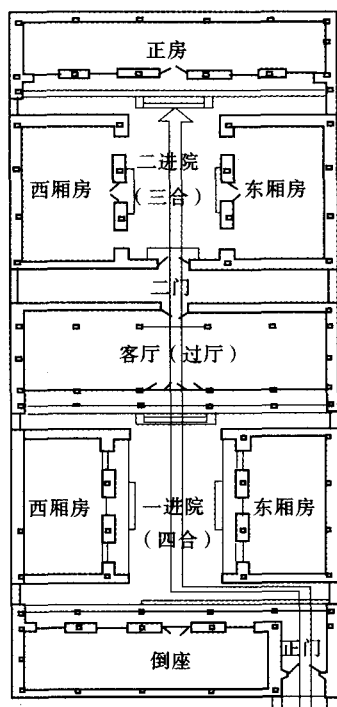 正房
西厢房 二进院 东厢房
（三合）
二门
客厅（过厅）
西厢房 一进院 东厢房
（四合）
正门
倒座